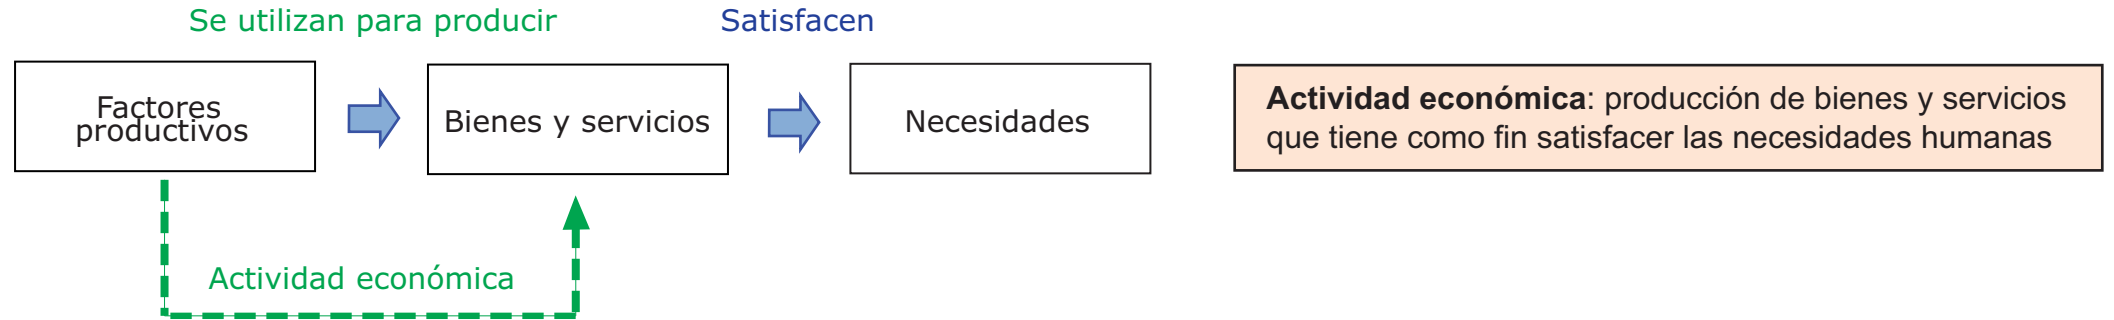 Se utilizan para producir
Satisfacen
Factores
productivos
Bienes y servicios
Necesidades
Actividad económica: producción de bienes y servicios
que tiene como fin satisfacer las necesidades humanas
Actividad económica